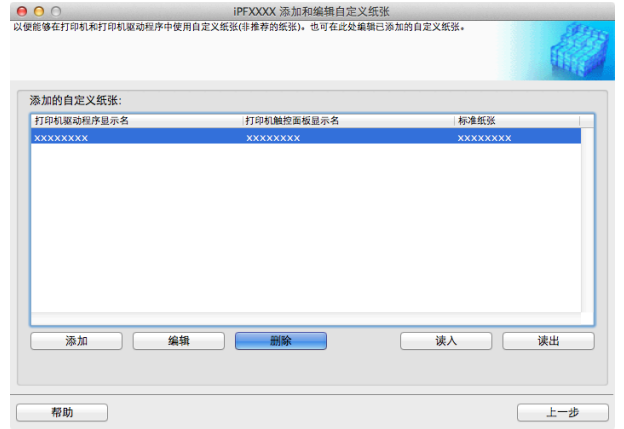 iPFXXXX 添加和编辑自定义纸张
以便能够在打印机和打印机驱动程序中使用自定义纸张(非推荐的纸张)。也可在此处编辑已添加的自定义纸张。
添加的自定义纸张:
打印机驱动程序显示名 打印机触控面板显示名 标准纸张
XXXXXXXX XXXXXXXX XXXXXXXX
添加 编辑 删除 读入 读出
帮助 上一步